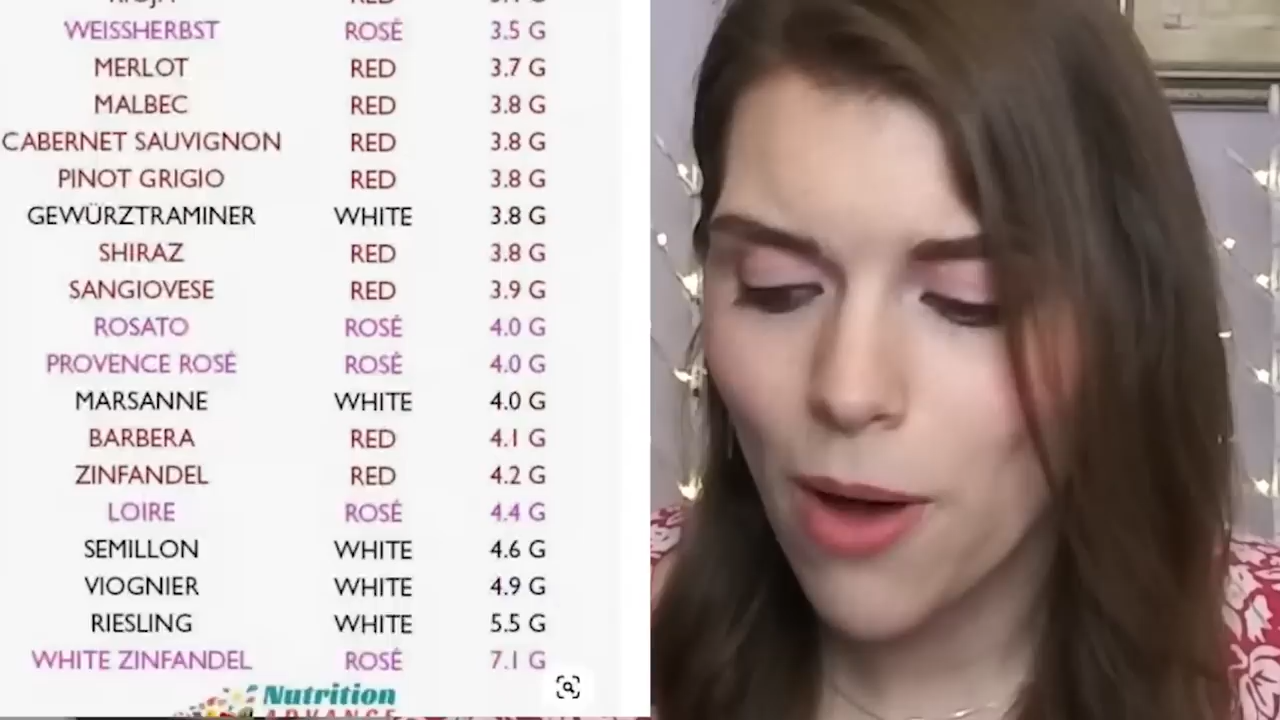 WEISSHERBST ROSÉ 3.5 G
MERLOT RED 3.7 G
MALBEC RED 3.8 G
CABERNET SAUVIGNON RED 3.8 G
PINOT GRIGIO RED 3.8 G
GEWÜRZTRAMINER WHITE 3.8 G
SHIRAZ RED 3.8 G
SANGIOVESE RED 3.9 G
ROSATO ROSÉ 4.0 G
PROVENCE ROSÉ ROSÉ 4.0 G
MARSANNE WHITE 4.0 G
BARBERA RED 4.1 G
ZINFANDEL RED 4.2 G
LOIRE ROSÉ 4.4 G
SEMILLON WHITE 4.6 G
VIOGNIER WHITE 4.9 G
RIESLING WHITE 5.5 G
WHITE ZINFANDEL ROSÉ 7.1 G
Nutrition
ADVANCE